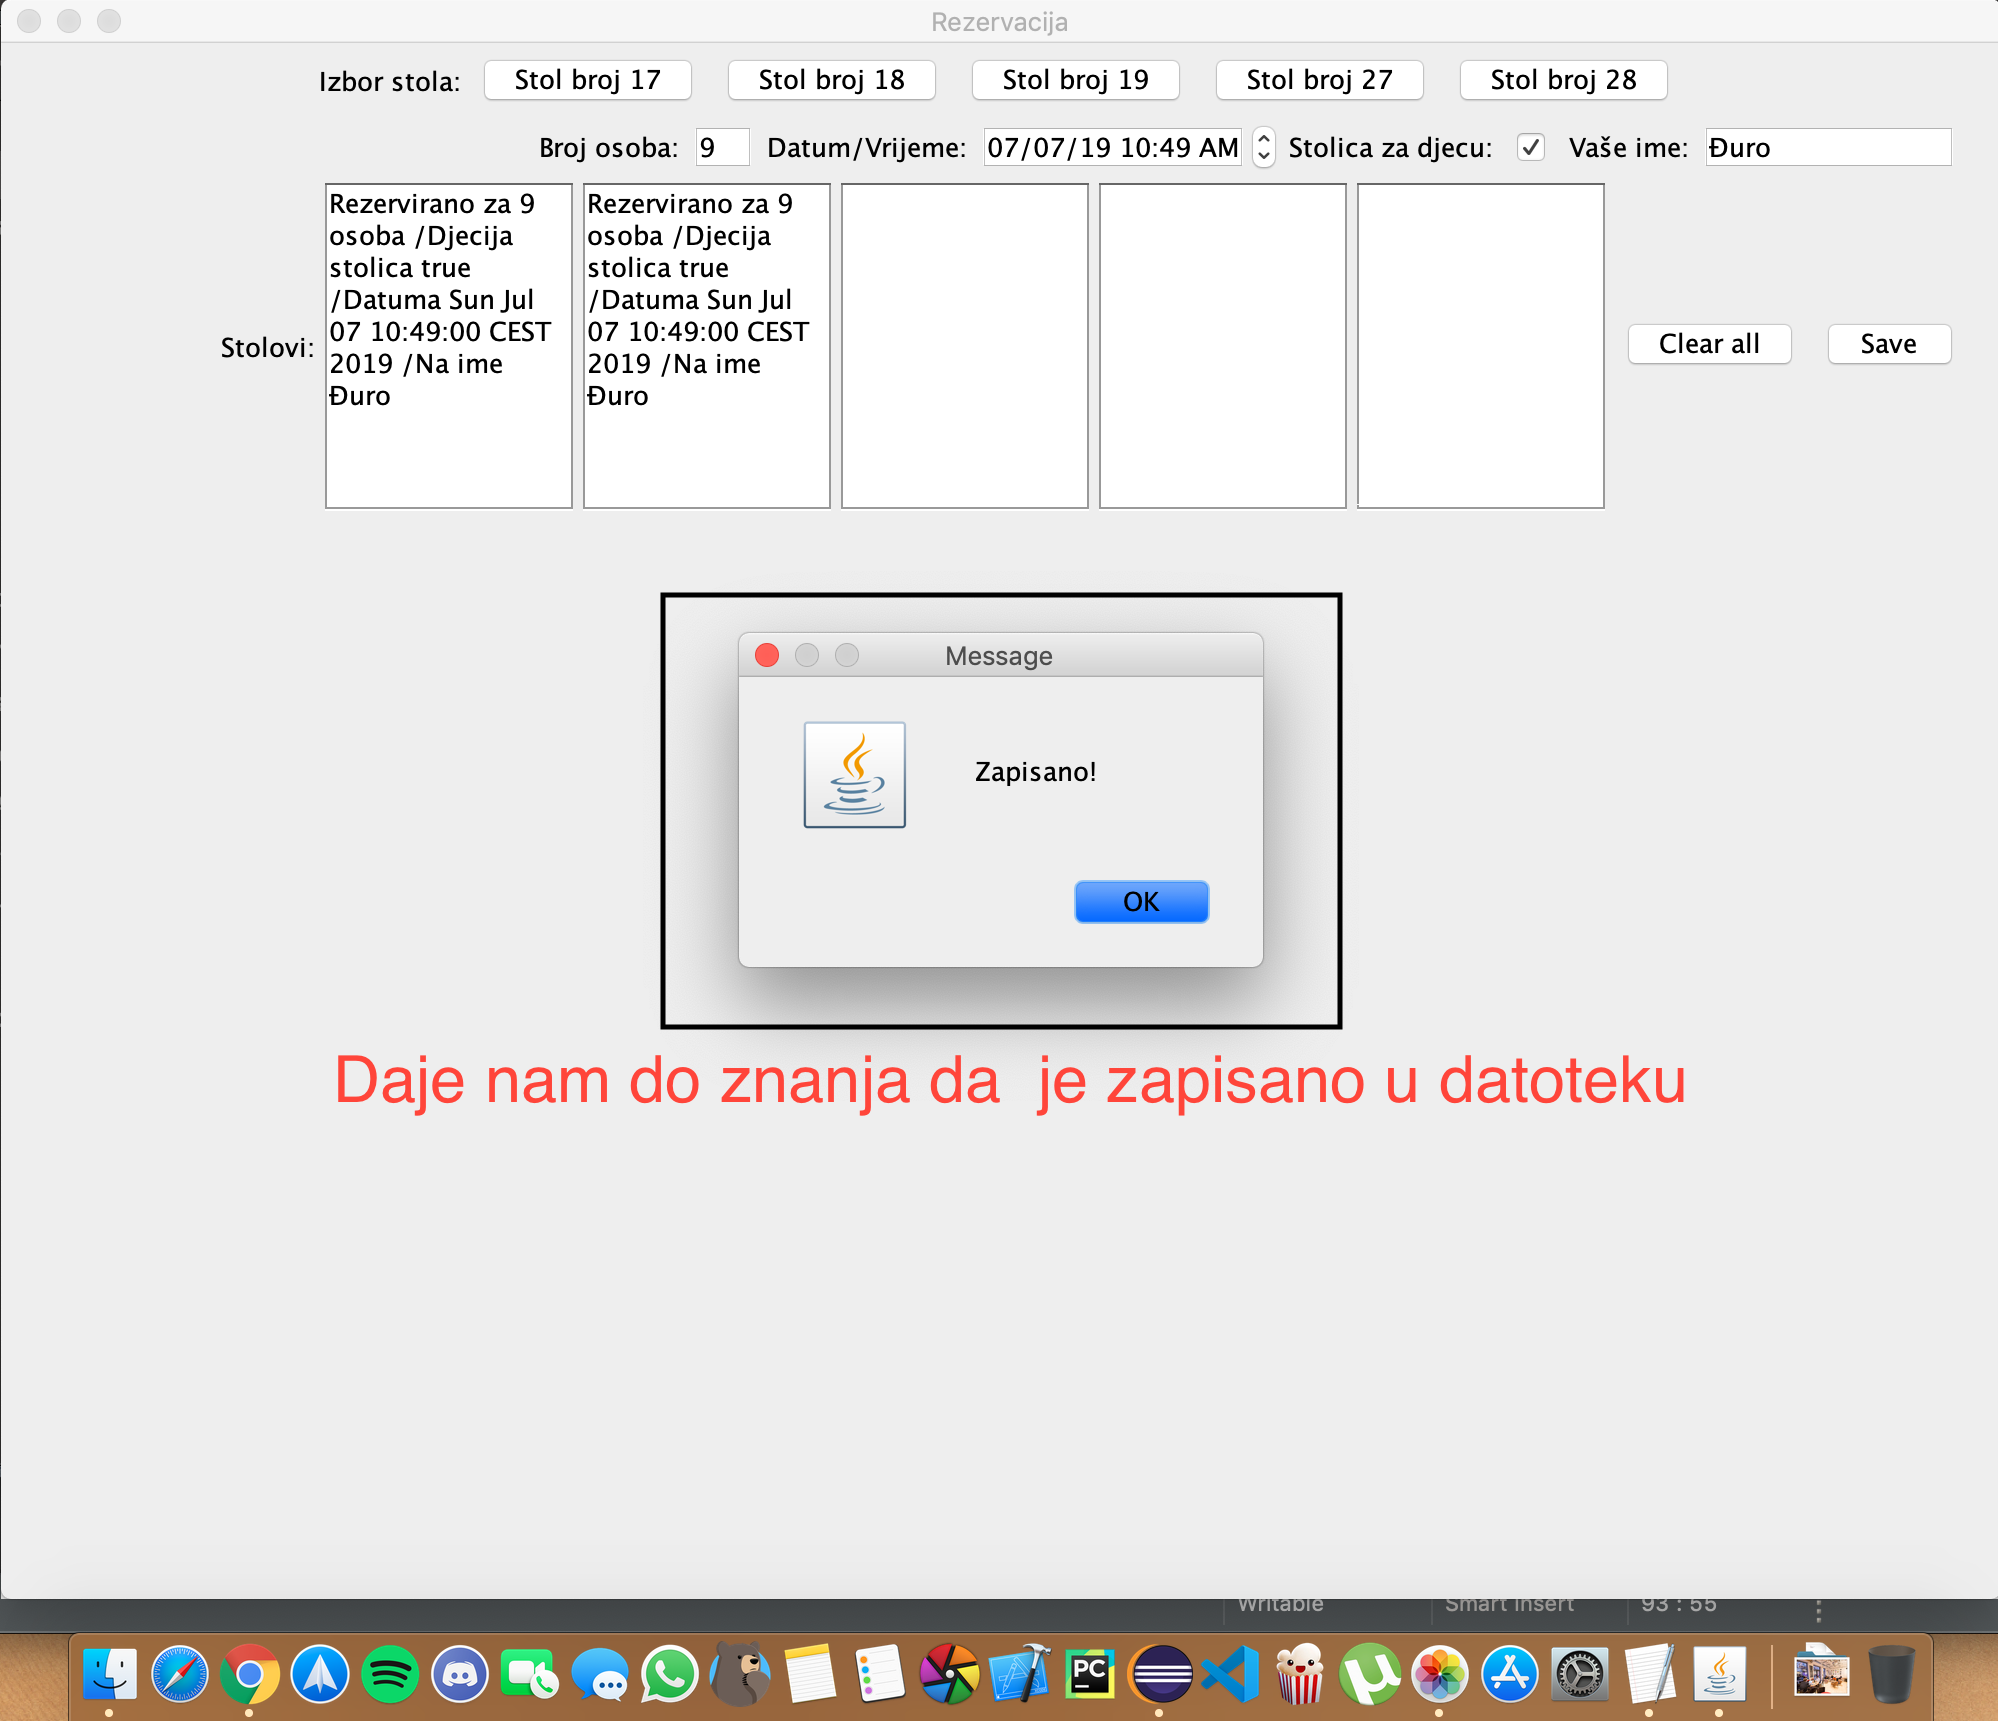 Rezervacija
Izbor stola: Stol broj 17 Stol broj 18 Stol broj 19 Stol broj 27 Stol broj 28
Broj osoba: 9 Datum/Vrijeme: 07/07/19 10:49 AM Stolica za djecu: Vaše ime: Đuro
Stolovi:
Rezervirano za 9
osoba /Djecija
stolica true
/Datuma Sun Jul
07 10:49:00 CEST
2019 /Na ime
Đuro
Rezervirano za 9
osoba /Djecija
stolica true
/Datuma Sun Jul
07 10:49:00 CEST
2019 /Na ime
Đuro
Clear all Save
Message
Zapisano!
OK
Daje nam do znanja da  je zapisano u datoteku
Writable Smart Insert 93 : 55
PC